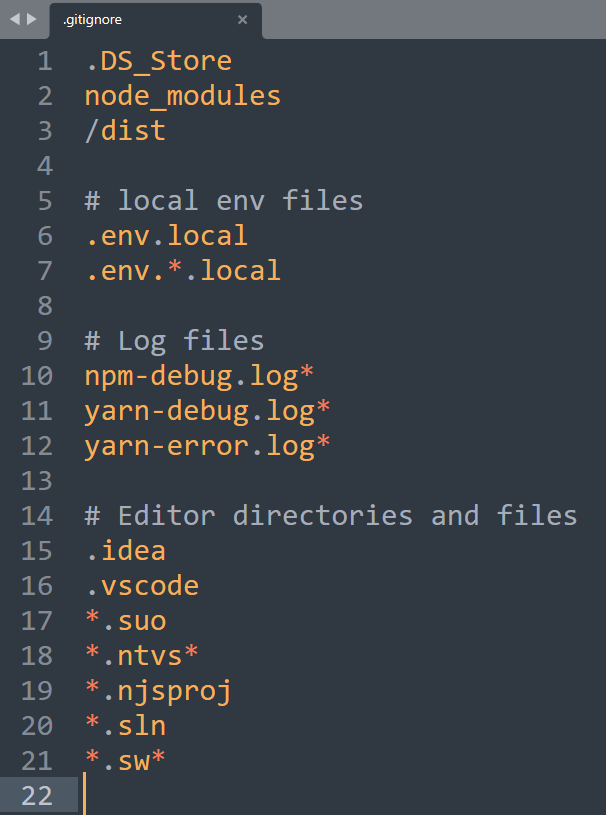 .gitignore
1 .DS_Store
2 node_modules
3 /dist
4
5 # local env files
6 .env.local
7 .env.*.local
8
9 # Log files
10 npm-debug.log*
11 yarn-debug.log*
12 yarn-error.log*
13
14 # Editor directories and files
15 .idea
16 .vscode
17 *.suo
18 *.ntvs*
19 *.njsproj
20 *.sln
21 *.sw*
22